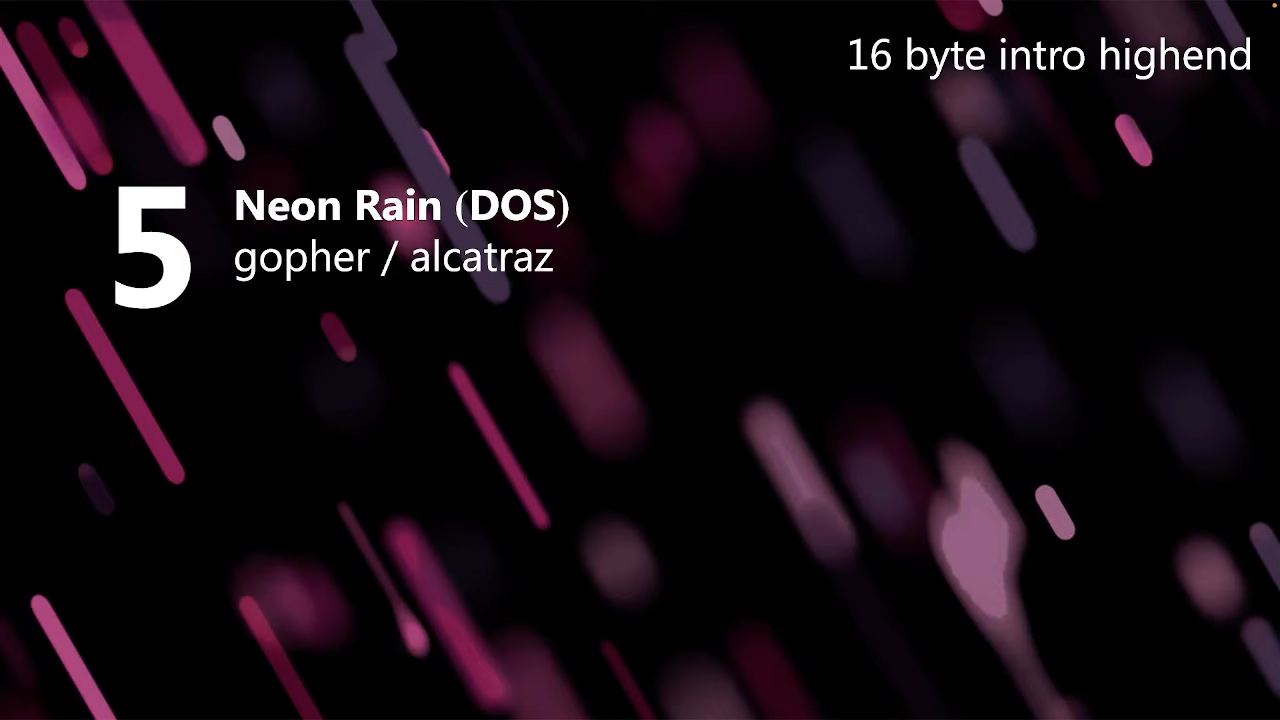 16 byte intro highend
5
Neon Rain (DOS)
gopher / alcatraz